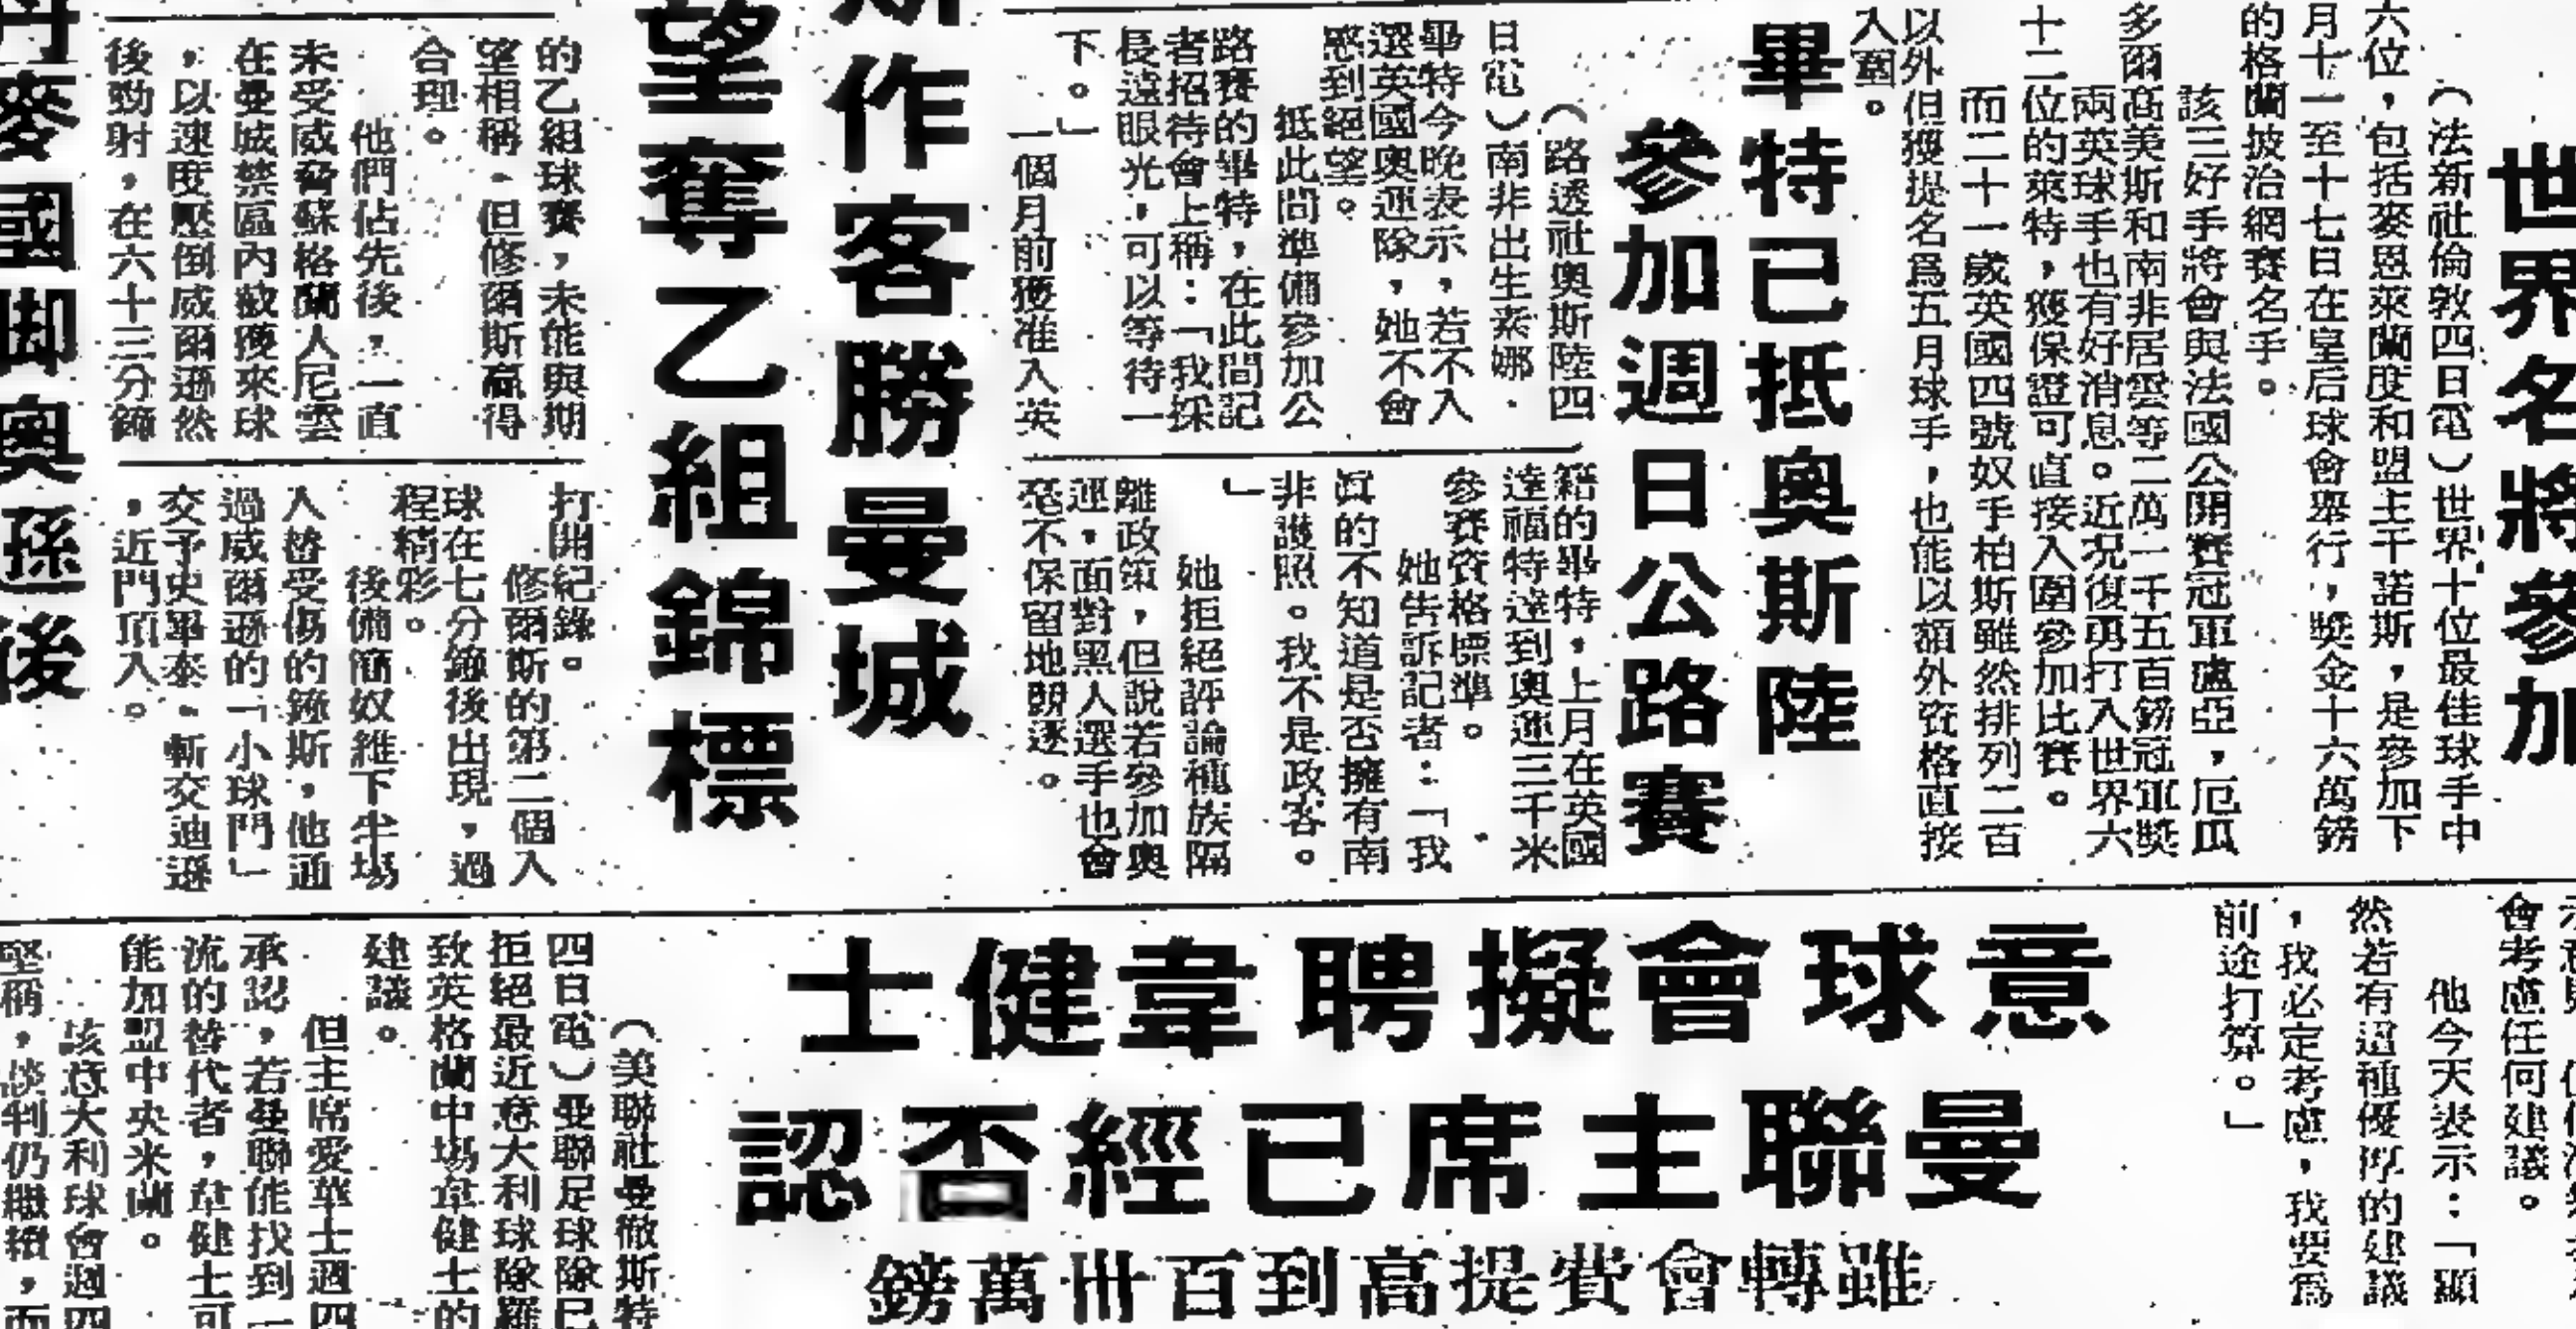 世界名將參加
（法新社倫敦四日電）世界十位最佳球手中
六位，包括麥恩萊蘭度和盟主干諾斯，是參加下
月十一至十七日在皇后球會舉行，獎金十六萬鎊
的格蘭披治網賽名手。
該三好手將會與法國公開賽冠軍盧亞，厄瓜
多爾高美斯和南非居雲等二萬一千五百鎊冠軍獎
兩英球手也有好消息。近況復勇打入世界六
十二位的萊特，獲保證可直接入圍參加比賽。
而二十一歲英國四號奴手柏斯雖然排列二百
以外但獲提名爲五月球手，也能以額外資格直接
入圍。
畢特已抵奧斯陸
參加週日公路賽
（路透社奧斯陸四
日電）南非出生素娜．
畢特今晚表示，若不入
選英國奧運隊，她不會
感到絕望。
抵此間準備參加公
路賽的畢特，在此間記
者招待會上稱：「我採
長遠眼光，可以等待一
下。」
一個月前獲准入英
籍的畢特，上月在英國
達福特達到奧運三千米
參賽資格標準。
她告訴記者：「我
眞的不知道是否擁有南
非護照。我不是政客。
」
她拒絕評論種族隔
離政策，但說若參加奧
運，面對黑人選手也會
毫不保留地競逐。
斯作客勝曼城
望奪乙組錦標
的乙組球賽，未能與期
望相稱，但修爾斯贏得
合理。
他們佔先後，一直
未受威脅蘇格蘭人尼雲
在曼城禁區內截獲來球
，以速度壓倒威爾遜然
後勁射，在六十三分鐘
打開紀錄。
修爾斯的第二個入
球在七分鐘後出現，過
程精彩。
後備簡奴維下半場
入替受傷的鐘斯，他通
過威爾遜的「小球門」
交予史畢泰，斬交迪遜
，近門頂入。
丹麥國脚奧孫後
會考慮任何建議。
他今天表示：「顯
然若有這種優厚的建議
，我必定考慮，我要爲
前途打算。」
意球會擬聘韋健士
曼聯主席已經否認
雖轉會費提高到百卅萬鎊
（美聯社曼徹斯特
四日電）曼聯足球隊已
拒絕最近意大利球隊羅
致英格蘭中場韋健士的
建議。
但主席愛華士週四
承認，若曼聯能找到一
流的替代者，韋健士可
能加盟中央米蘭。
該意大利球會週四
堅稱，談判仍繼續，而